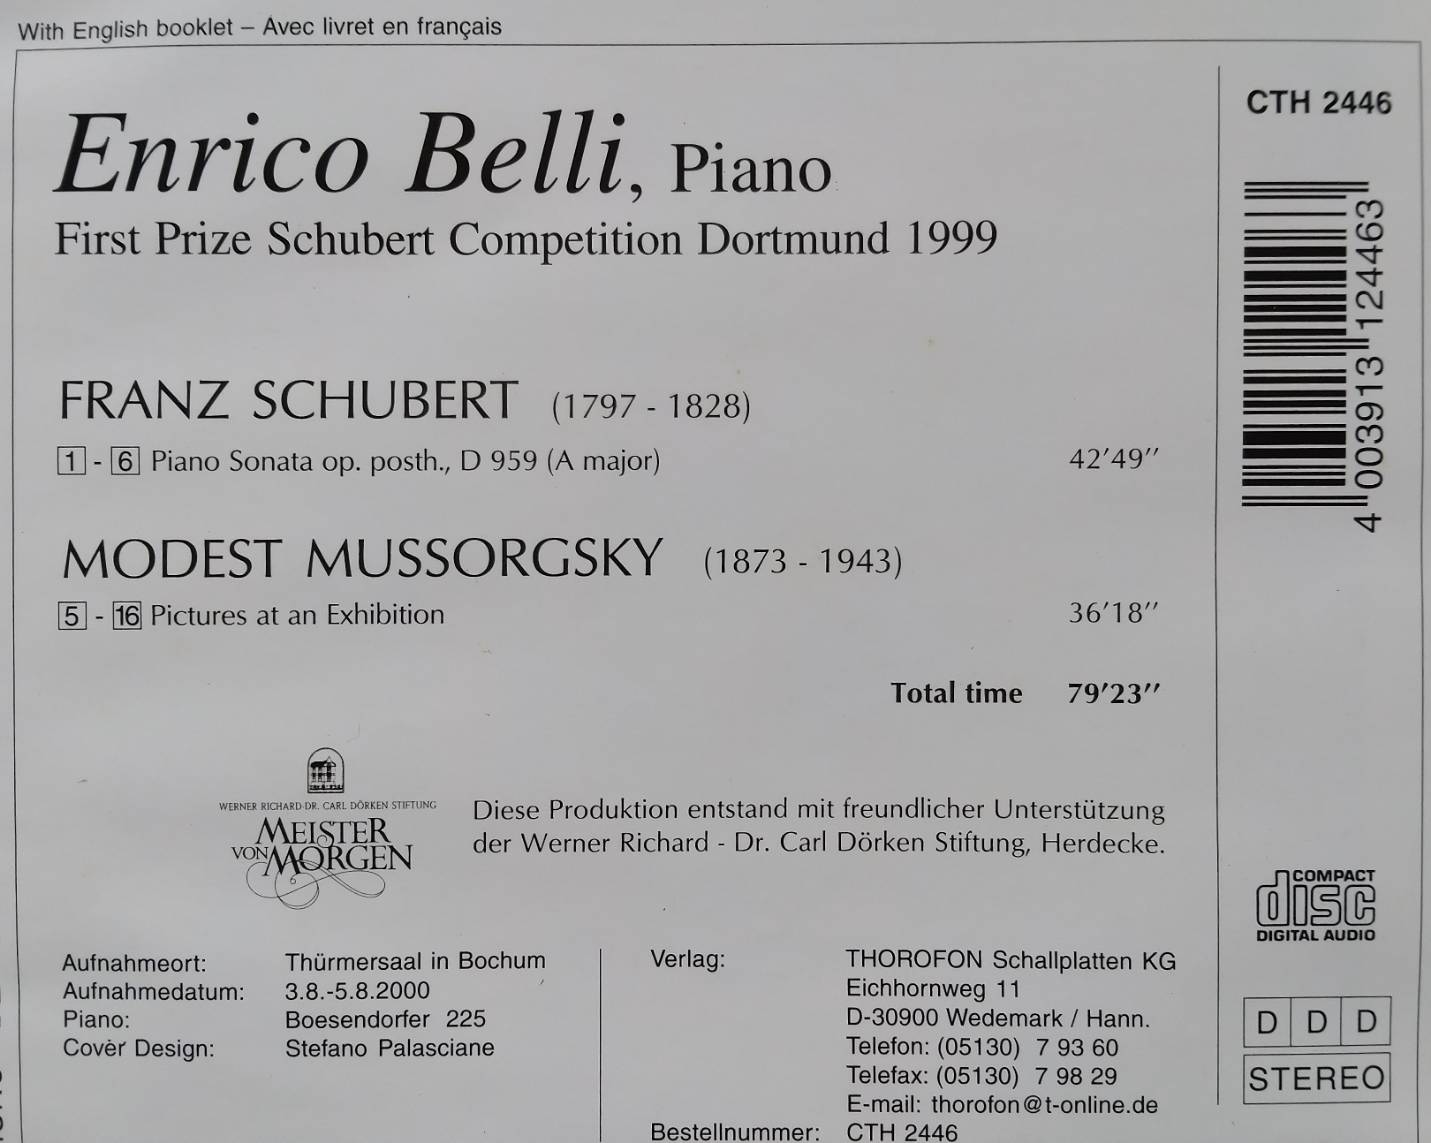 With English booklet – Avec livret en français
Enrico Belli, Piano
First Prize Schubert Competition Dortmund 1999
FRANZ SCHUBERT (1797 - 1828)
1 - 6 Piano Sonata op. posth., D 959 (A major) 42′49″
MODEST MUSSORGSKY (1873 - 1943)
5 - 16 Pictures at an Exhibition 36′18″
Total time 79′23″
WERNER RICHARD-DR. CARL DÖRKEN STIFTUNG
MEISTER
VON MORGEN
Diese Produktion entstand mit freundlicher Unterstützung
der Werner Richard - Dr. Carl Dörken Stiftung, Herdecke.
Aufnahmeort: Thürmersaal in Bochum
Aufnahmedatum: 3.8.-5.8.2000
Piano: Boesendorfer 225
Cover Design: Stefano Palasciane
Verlag: THOROFON Schallplatten KG
Eichhornweg 11
D-30900 Wedemark / Hann.
Telefon: (05130) 7 93 60
Telefax: (05130) 7 98 29
E-mail: thorofon@t-online.de
Bestellnummer: CTH 2446
CTH 2446
4 003913 124463
COMPACT
disc
DIGITAL AUDIO
D D D
STEREO